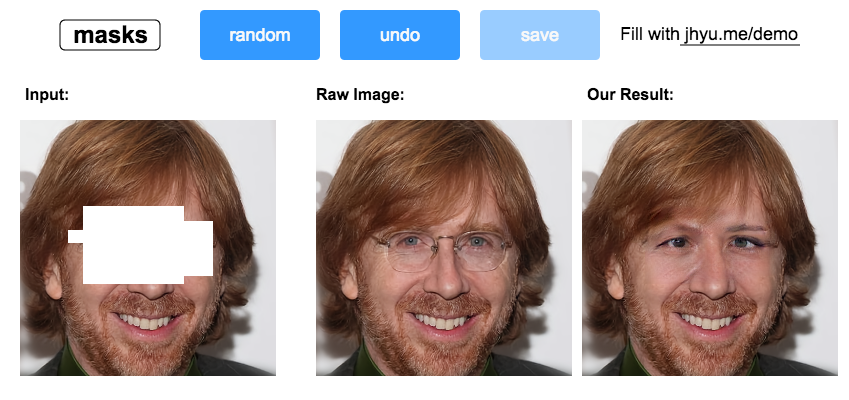 masks random undo save Fill with jhyu.me/demo
Input: Raw Image: Our Result: